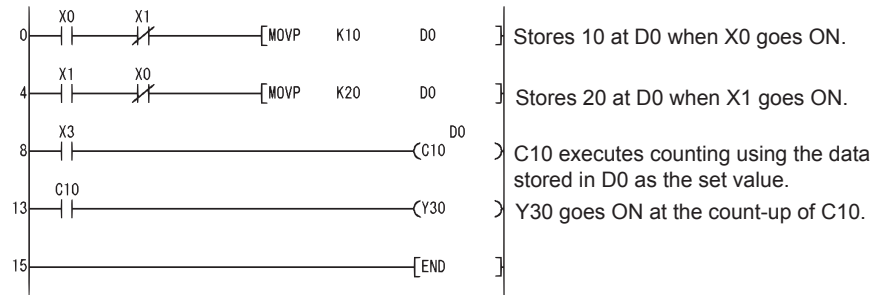 X0 X1
0 [MOVP K10 D0 ] Stores 10 at D0 when X0 goes ON.
X1 X0
4 [MOVP K20 D0 ] Stores 20 at D0 when X1 goes ON.
X3 D0
8 (C10 ) C10 executes counting using the data
stored in D0 as the set value.
C10
13 (Y30 ) Y30 goes ON at the count-up of C10.
15 [END ]